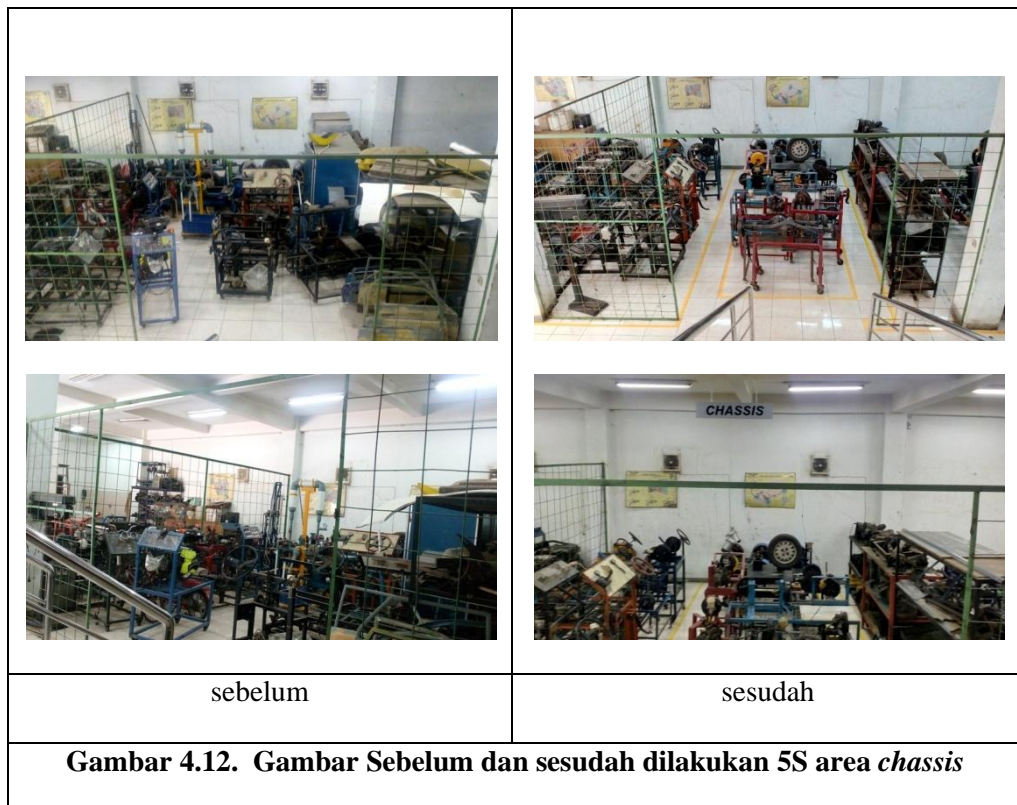 CHASSIS
sebelum
sesudah
Gambar 4.12. Gambar Sebelum dan sesudah dilakukan 5S area chassis